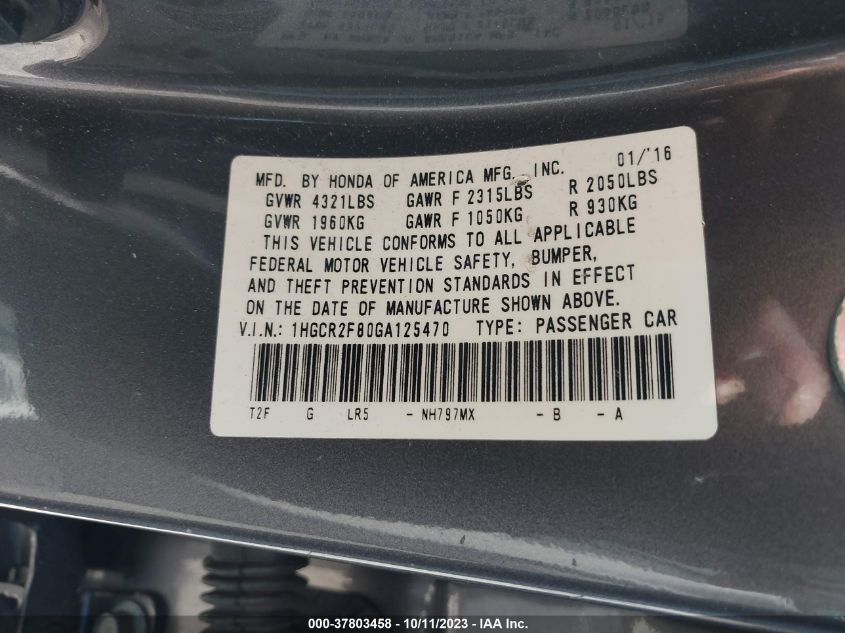 MFD. BY HONDA OF AMERICA MFG. INC. 01/'16
GVWR 4321LBS GAWR F 2315LBS R 2050LBS
GVWR 1960KG GAWR F 1050KG R 930KG
THIS VEHICLE CONFORMS TO ALL APPLICABLE
FEDERAL MOTOR VEHICLE SAFETY, BUMPER,
AND THEFT PREVENTION STANDARDS IN EFFECT
ON THE DATE OF MANUFACTURE SHOWN ABOVE.
V.I.N.: 1HGCR2F80GA125470 TYPE: PASSENGER CAR
T2F G LR5 - NH797MX - B - A
000-37803458 - 10/11/2023 - IAA Inc.